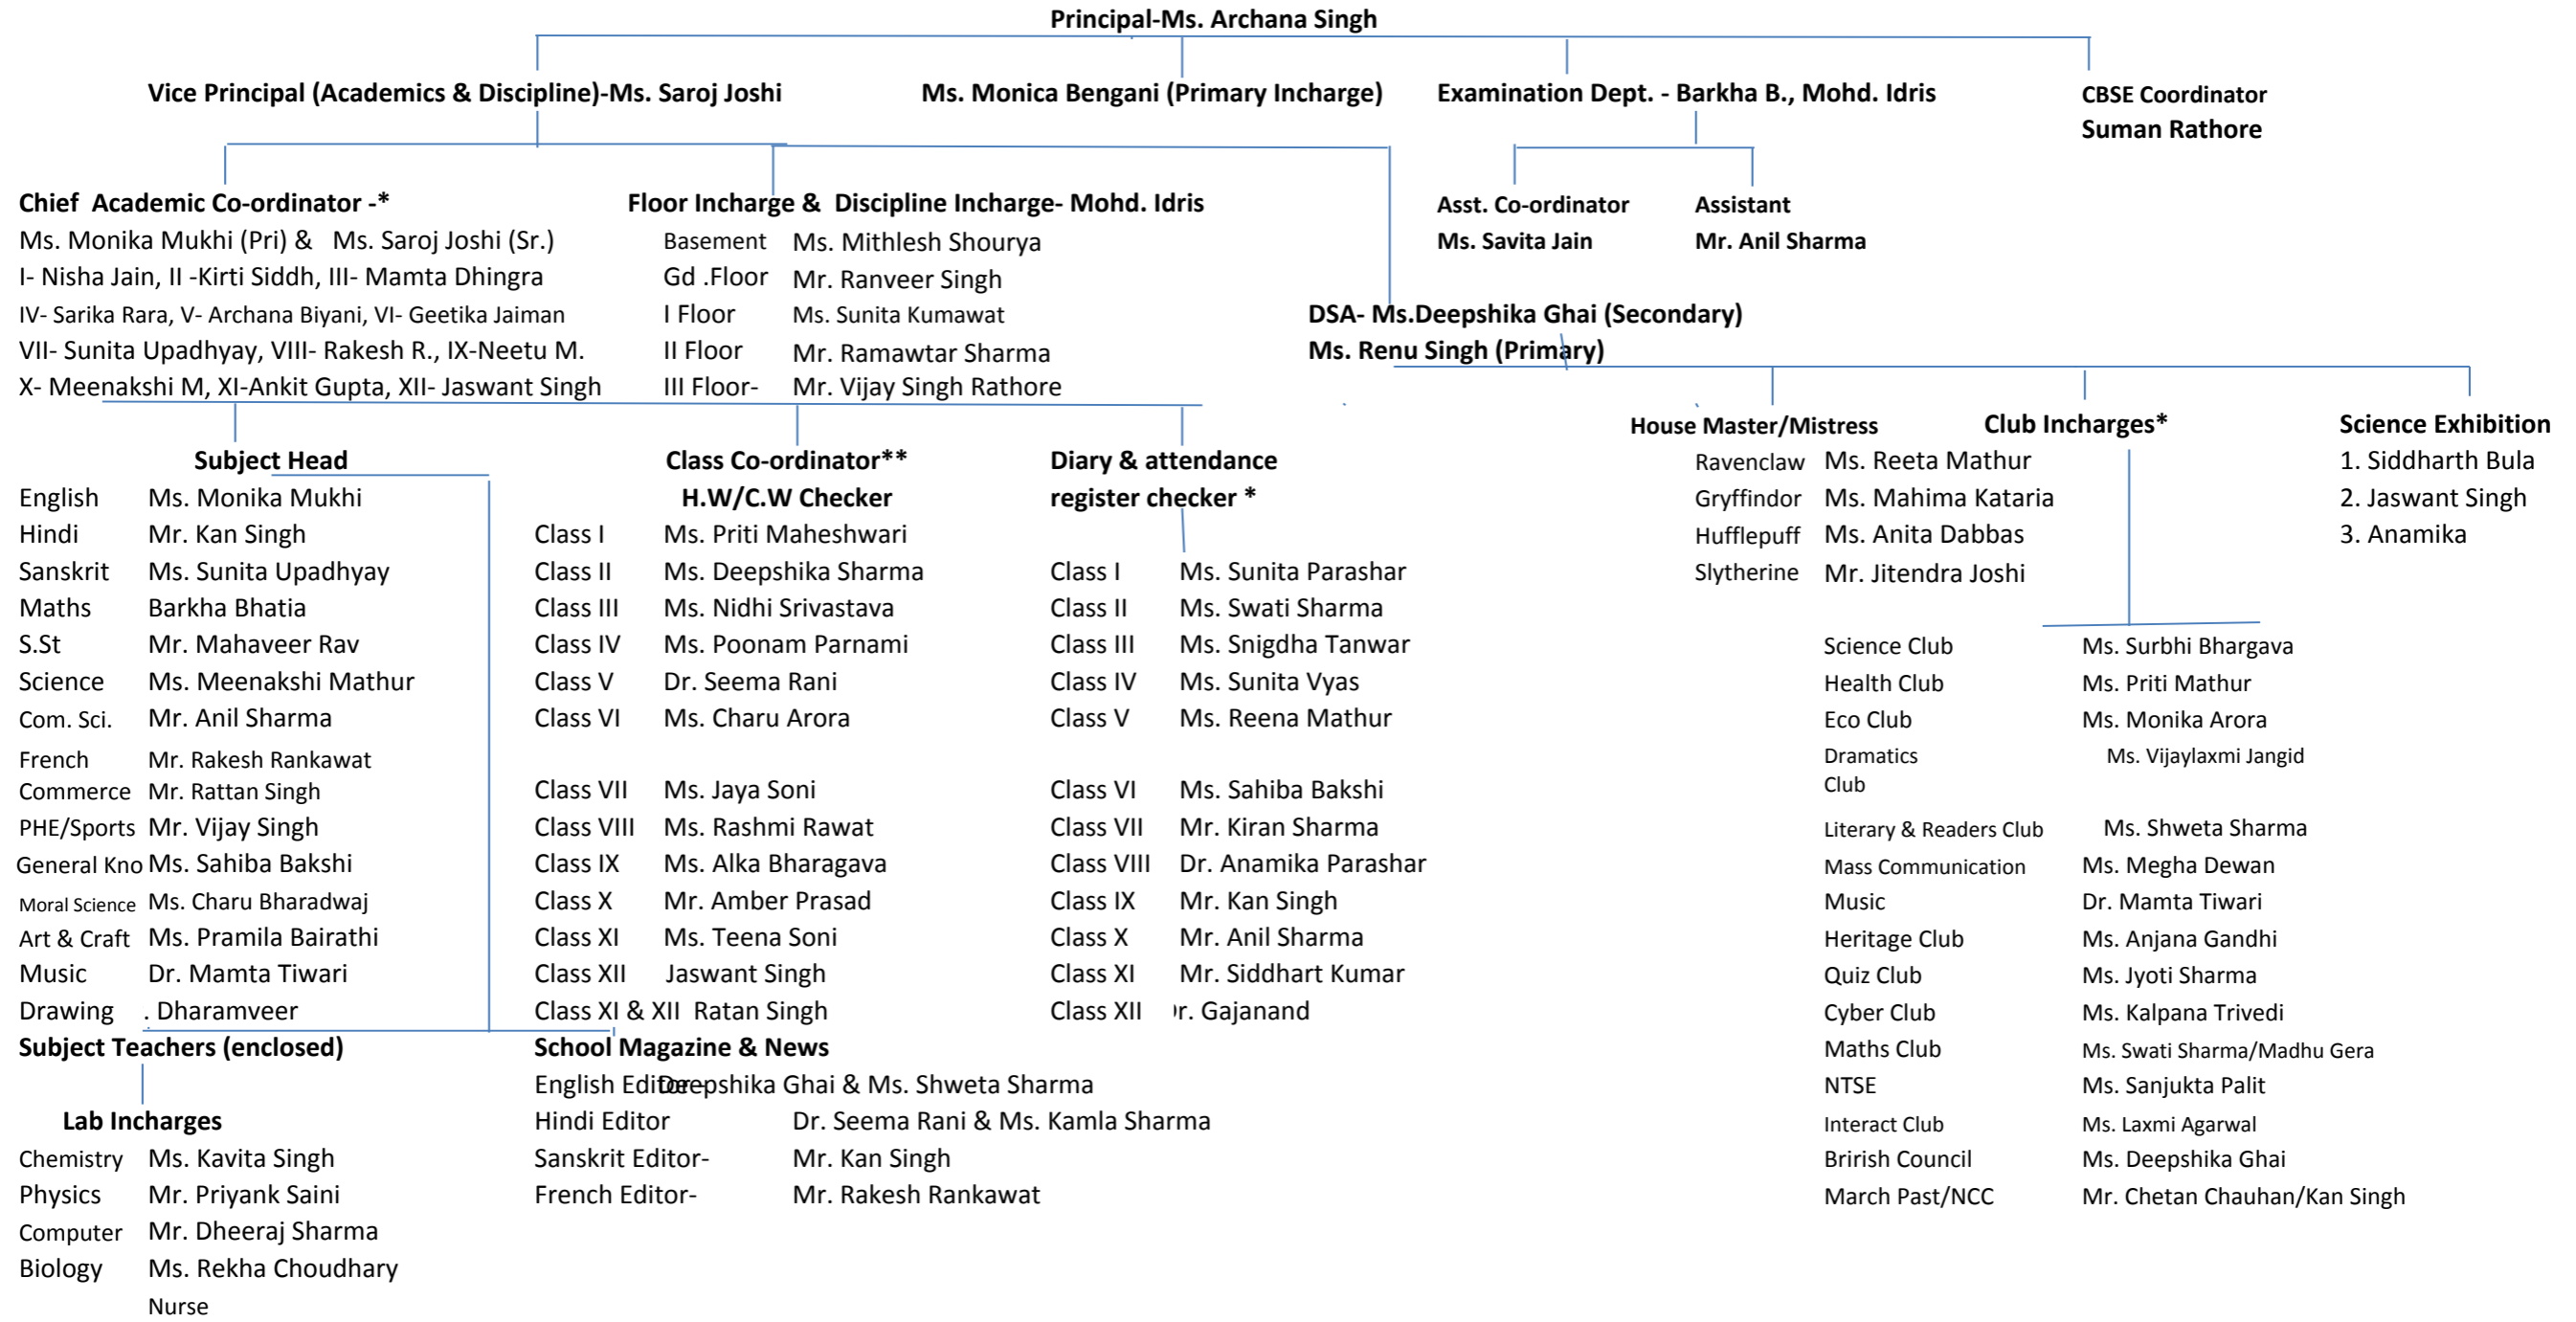 Principal-Ms. Archana Singh
Vice Principal (Academics & Discipline)-Ms. Saroj Joshi
Ms. Monica Bengani (Primary Incharge)
Examination Dept. - Barkha B., Mohd. Idris
CBSE Coordinator
Suman Rathore
Chief Academic Co-ordinator -*
Ms. Monika Mukhi (Pri) & Ms. Saroj Joshi (Sr.)
I- Nisha Jain, II -Kirti Siddh, III- Mamta Dhingra
IV- Sarika Rara, V- Archana Biyani, VI- Geetika Jaiman
VII- Sunita Upadhyay, VIII- Rakesh R., IX-Neetu M.
X- Meenakshi M, XI-Ankit Gupta, XII- Jaswant Singh
Floor Incharge & Discipline Incharge- Mohd. Idris
Basement Ms. Mithlesh Shourya
Gd .Floor Mr. Ranveer Singh
I Floor Ms. Sunita Kumawat
II Floor Mr. Ramawtar Sharma
III Floor- Mr. Vijay Singh Rathore
Asst. Co-ordinator
Ms. Savita Jain
Assistant
Mr. Anil Sharma
DSA- Ms.Deepshika Ghai (Secondary)
Ms. Renu Singh (Primary)
Subject Head
English Ms. Monika Mukhi
Hindi Mr. Kan Singh
Sanskrit Ms. Sunita Upadhyay
Maths Barkha Bhatia
S.St Mr. Mahaveer Rav
Science Ms. Meenakshi Mathur
Com. Sci. Mr. Anil Sharma
French Mr. Rakesh Rankawat
Commerce Mr. Rattan Singh
PHE/Sports Mr. Vijay Singh
General Kno Ms. Sahiba Bakshi
Moral Science Ms. Charu Bharadwaj
Art & Craft Ms. Pramila Bairathi
Music Dr. Mamta Tiwari
Drawing . Dharamveer
Class Co-ordinator**
H.W/C.W Checker
Class I Ms. Priti Maheshwari
Class II Ms. Deepshika Sharma
Class III Ms. Nidhi Srivastava
Class IV Ms. Poonam Parnami
Class V Dr. Seema Rani
Class VI Ms. Charu Arora
Class VII Ms. Jaya Soni
Class VIII Ms. Rashmi Rawat
Class IX Ms. Alka Bharagava
Class X Mr. Amber Prasad
Class XI Ms. Teena Soni
Class XII Jaswant Singh
Class XI & XII Ratan Singh
Diary & attendance
register checker *
Class I Ms. Sunita Parashar
Class II Ms. Swati Sharma
Class III Ms. Snigdha Tanwar
Class IV Ms. Sunita Vyas
Class V Ms. Reena Mathur
Class VI Ms. Sahiba Bakshi
Class VII Mr. Kiran Sharma
Class VIII Dr. Anamika Parashar
Class IX Mr. Kan Singh
Class X Mr. Anil Sharma
Class XI Mr. Siddhart Kumar
Class XII r. Gajanand
House Master/Mistress
Ravenclaw Ms. Reeta Mathur
Gryffindor Ms. Mahima Kataria
Hufflepuff Ms. Anita Dabbas
Slytherine Mr. Jitendra Joshi
Club Incharges*
Science Club Ms. Surbhi Bhargava
Health Club Ms. Priti Mathur
Eco Club Ms. Monika Arora
Dramatics Ms. Vijaylaxmi Jangid
Club
Literary & Readers Club Ms. Shweta Sharma
Mass Communication Ms. Megha Dewan
Music Dr. Mamta Tiwari
Heritage Club Ms. Anjana Gandhi
Quiz Club Ms. Jyoti Sharma
Cyber Club Ms. Kalpana Trivedi
Maths Club Ms. Swati Sharma/Madhu Gera
NTSE Ms. Sanjukta Palit
Interact Club Ms. Laxmi Agarwal
Brirish Council Ms. Deepshika Ghai
March Past/NCC Mr. Chetan Chauhan/Kan Singh
Science Exhibition
1. Siddharth Bula
2. Jaswant Singh
3. Anamika
Subject Teachers (enclosed)
Lab Incharges
Chemistry Ms. Kavita Singh
Physics Mr. Priyank Saini
Computer Mr. Dheeraj Sharma
Biology Ms. Rekha Choudhary
Nurse
School Magazine & News
English Editor- Deepshika Ghai & Ms. Shweta Sharma
Hindi Editor Dr. Seema Rani & Ms. Kamla Sharma
Sanskrit Editor- Mr. Kan Singh
French Editor- Mr. Rakesh Rankawat